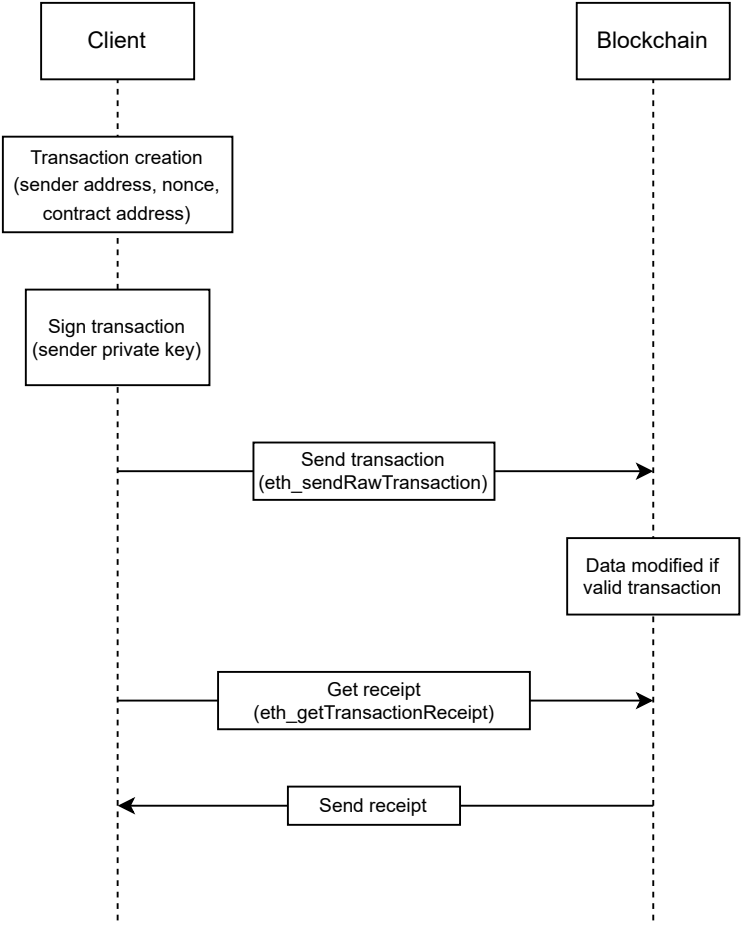 Client
Blockchain
Transaction creation
(sender address, nonce,
contract address)
Sign transaction
(sender private key)
Send transaction
(eth_sendRawTransaction)
Data modified if
valid transaction
Get receipt
(eth_getTransactionReceipt)
Send receipt